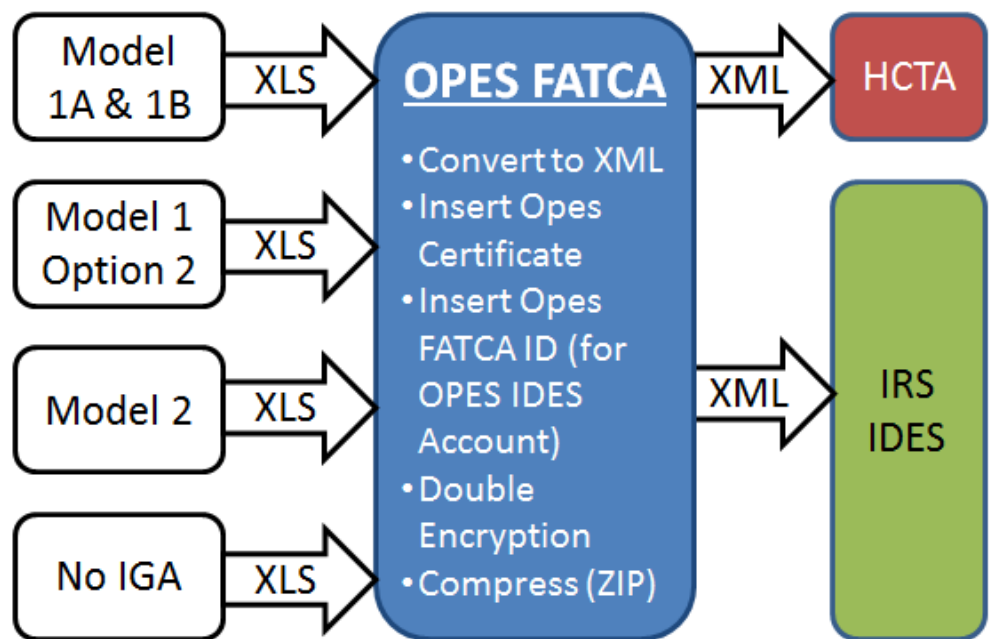 Model
1A & 1B
XLS
Model 1
Option 2
XLS
Model 2
XLS
No IGA
XLS
OPES FATCA
• Convert to XML
• Insert Opes
Certificate
• Insert Opes
FATCA ID (for
OPES IDES
Account)
• Double
Encryption
• Compress (ZIP)
XML
HCTA
XML
IRS
IDES